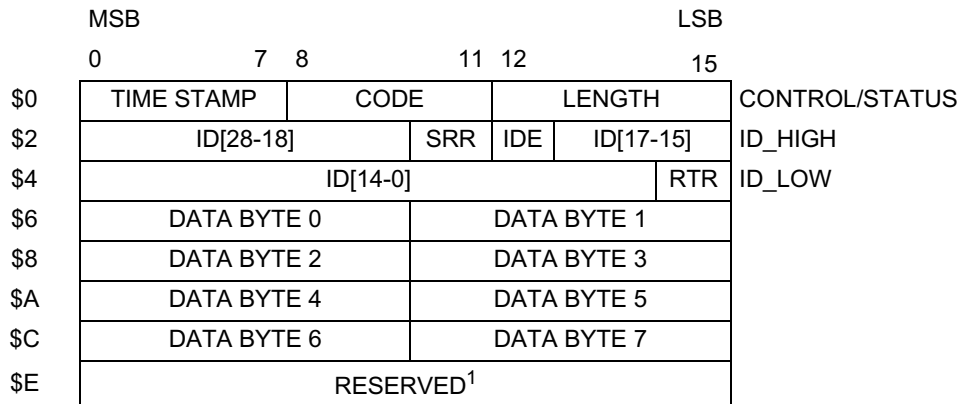 MSB LSB
0 7 8 11 12 15
$0 TIME STAMP CODE LENGTH CONTROL/STATUS
$2 ID[28-18] SRR IDE ID[17-15] ID_HIGH
$4 ID[14-0] RTR ID_LOW
$6 DATA BYTE 0 DATA BYTE 1
$8 DATA BYTE 2 DATA BYTE 3
$A DATA BYTE 4 DATA BYTE 5
$C DATA BYTE 6 DATA BYTE 7
$E RESERVED1